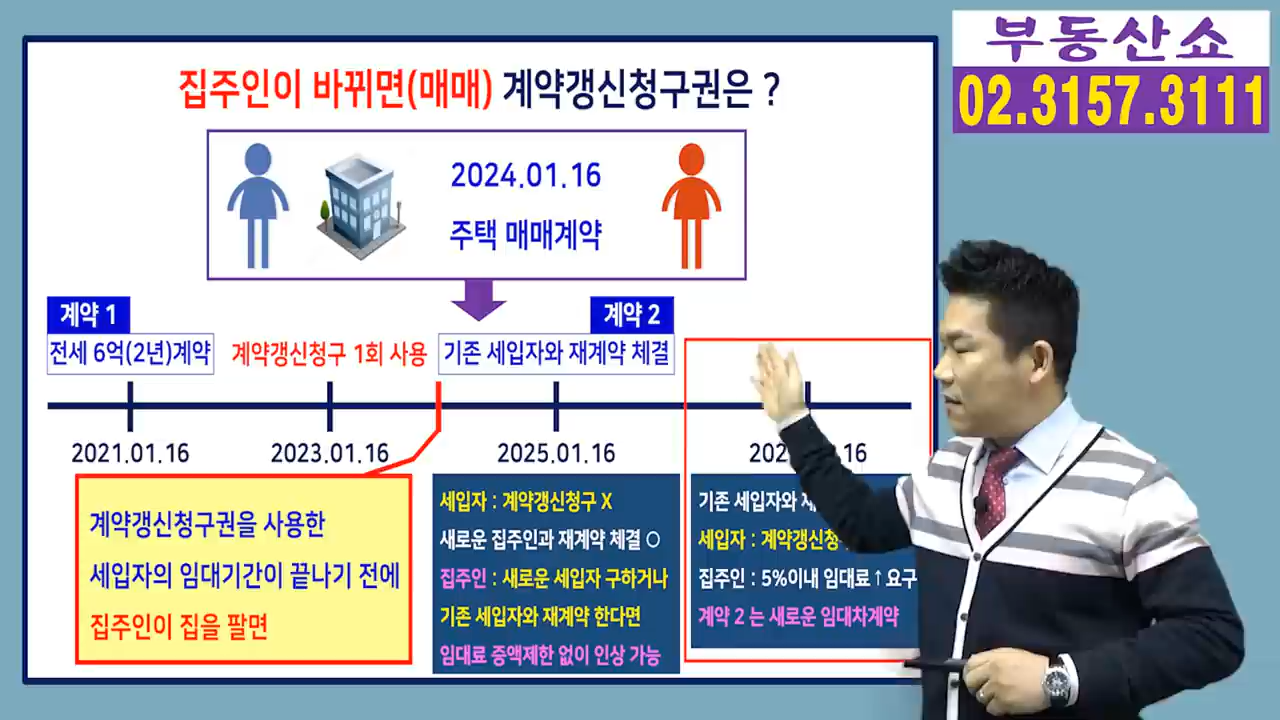 부동산쇼
02.3157.3111
집주인이 바뀌면(매매) 계약갱신청구권은 ?
2024.01.16
주택 매매계약
계약 1
계약 2
전세 6억(2년)계약
계약갱신청구 1회 사용
기존 세입자와 재계약 체결
2021.01.16
2023.01.16
2025.01.16
16
계약갱신청구권을 사용한
세입자의 임대기간이 끝나기 전에
집주인이 집을 팔면
세입자 : 계약갱신청구 X
새로운 집주인과 재계약 체결 O
집주인 : 새로운 세입자 구하거나
기존 세입자와 재계약 한다면
임대료 증액제한 없이 인상 가능
기존 세입자와
세입자 : 계약갱신청
집주인 : 5%이내 임대료↑요구
계약 2 는 새로운 임대차계약